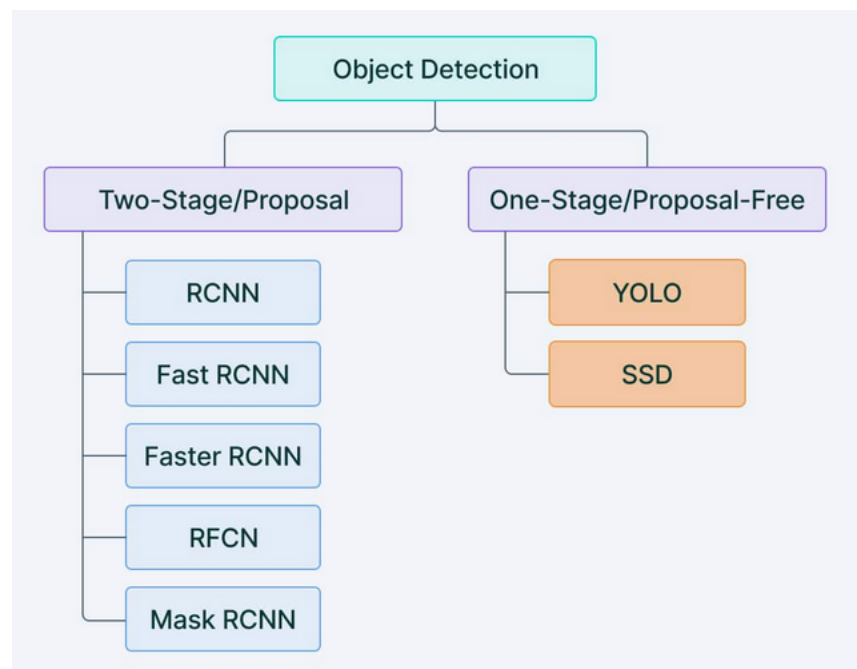 Object Detection
Two-Stage/Proposal
One-Stage/Proposal-Free
RCNN
Fast RCNN
Faster RCNN
RFCN
Mask RCNN
YOLO
SSD